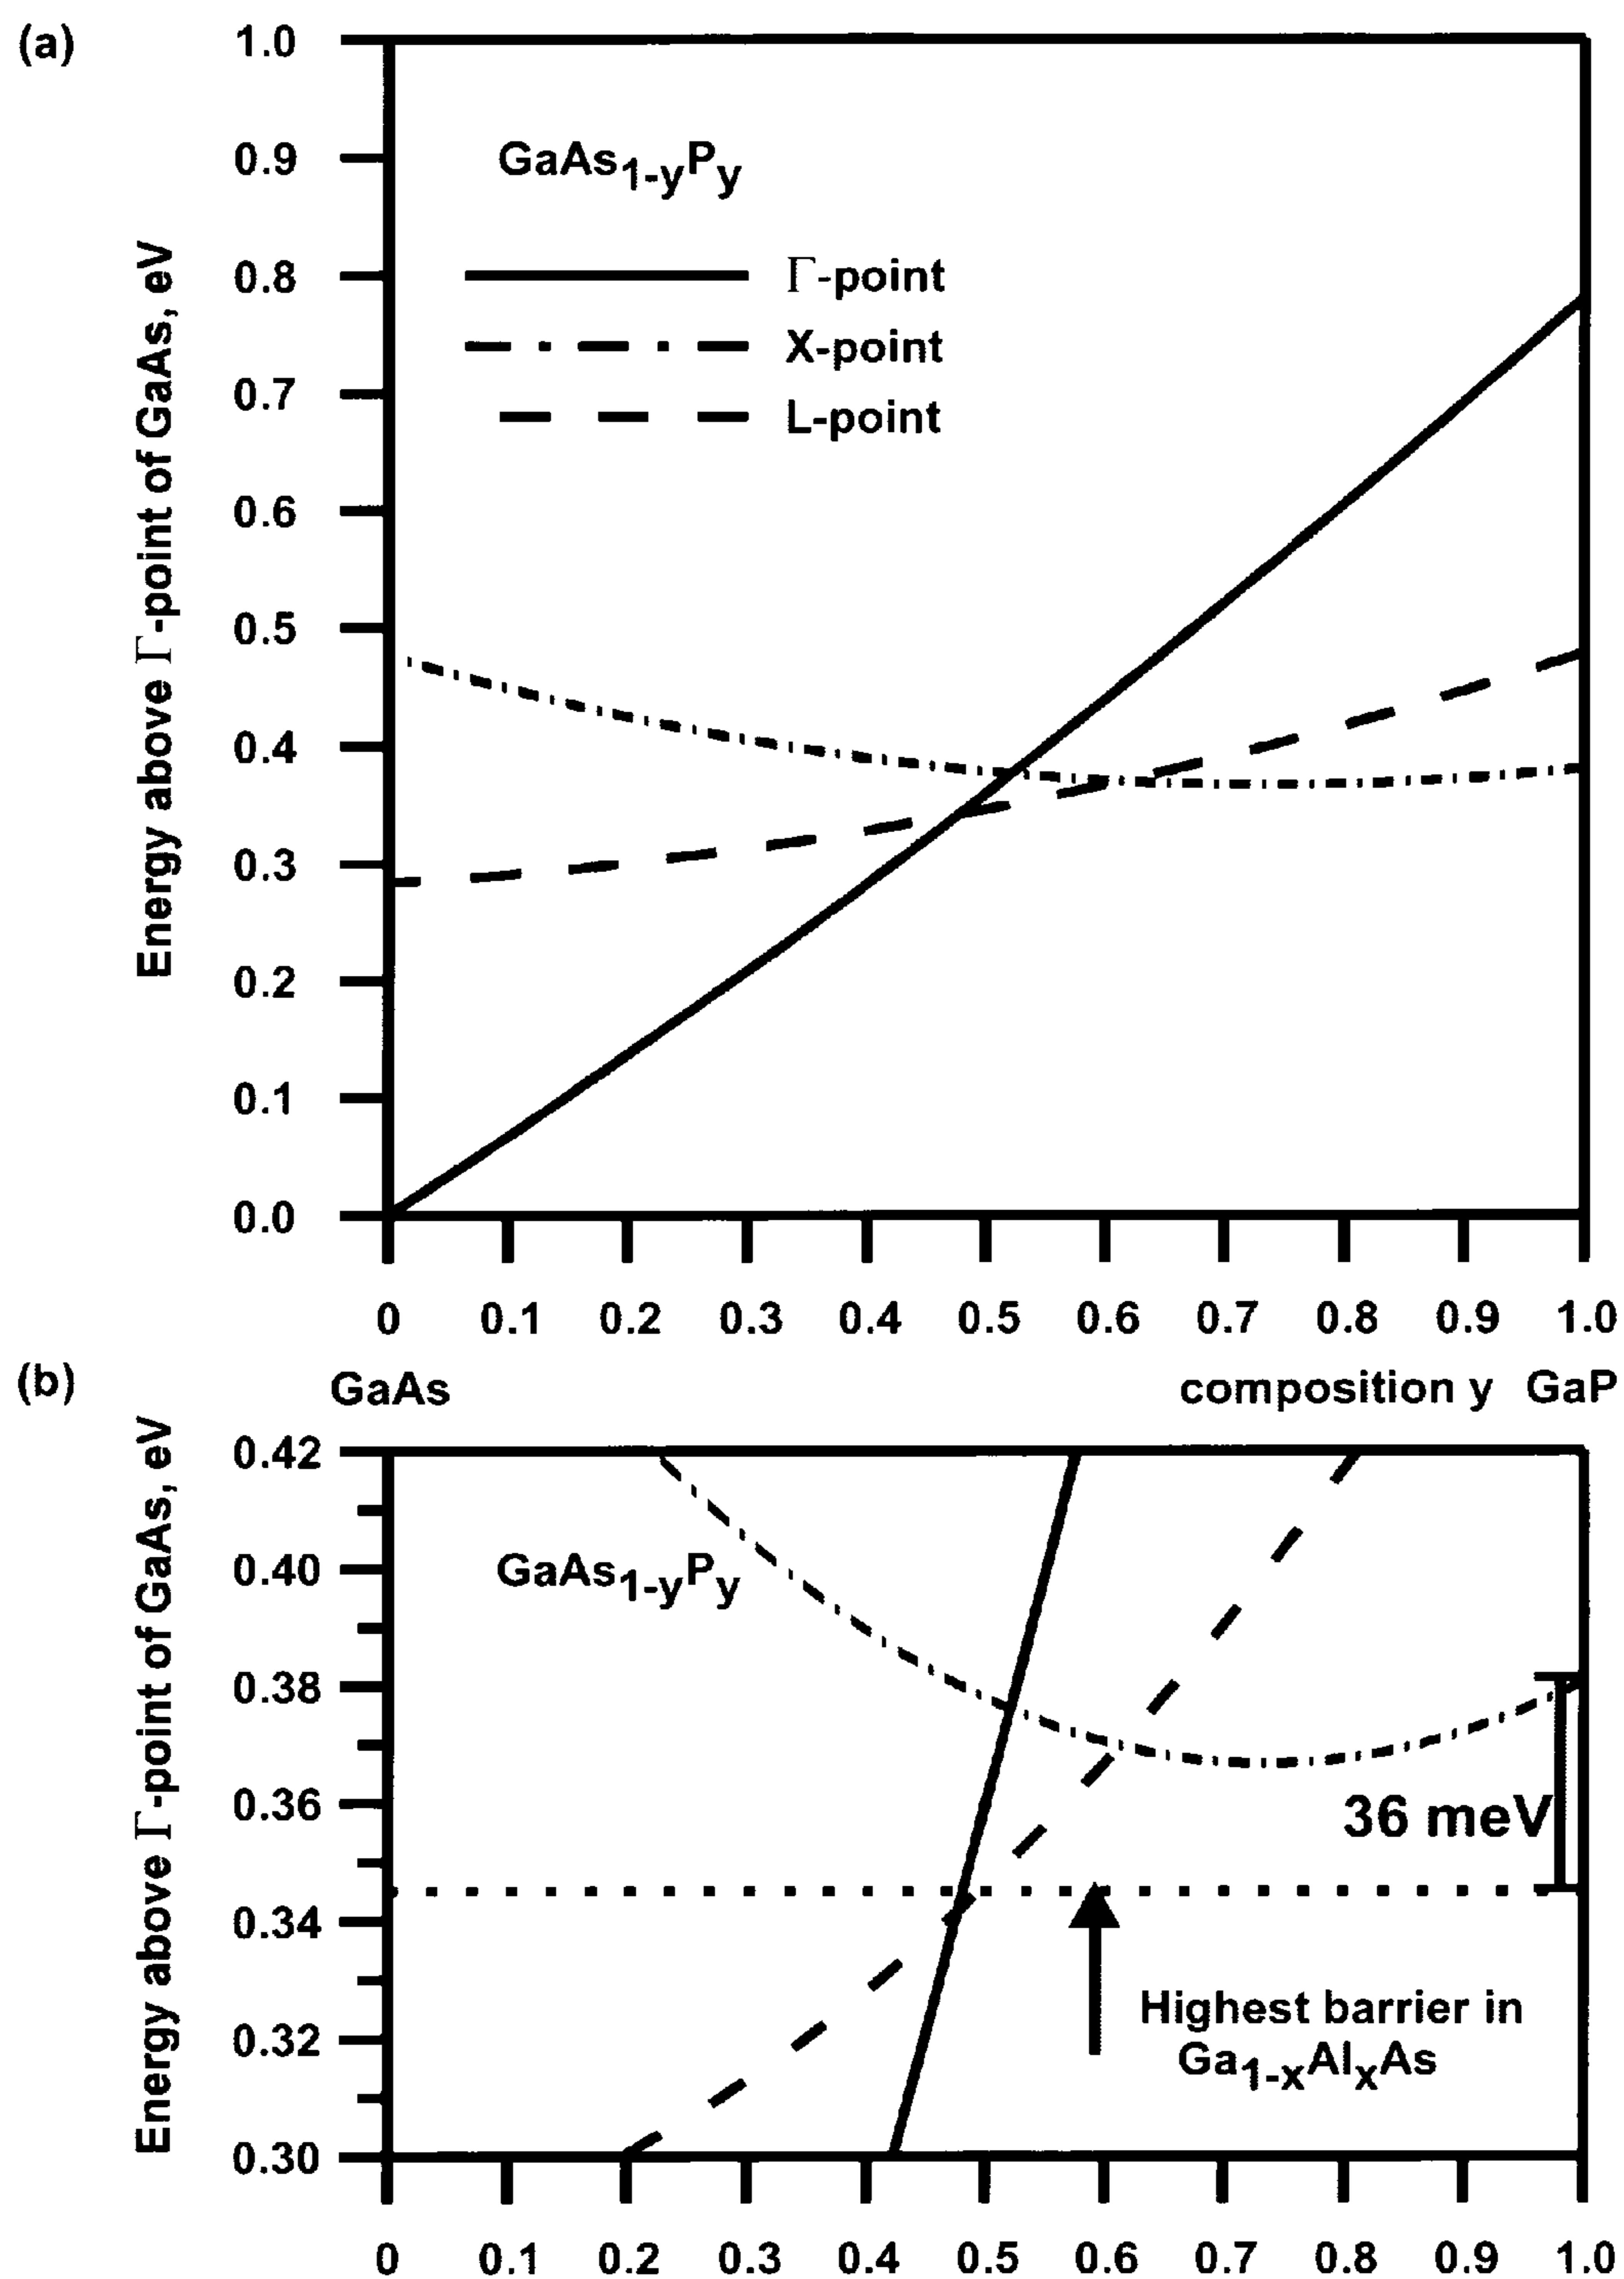 (a)
1.0
0.9
0.8
0.7
0.6
0.5
0.4
0.3
0.2
0.1
0.0
Energy above Γ-point of GaAs, eV
GaAs1-yPy
Γ-point
X-point
L-point
0 0.1 0.2 0.3 0.4 0.5 0.6 0.7 0.8 0.9 1.0
GaAs composition y GaP
(b)
0.42
0.40
0.38
0.36
0.34
0.32
0.30
Energy above Γ-point of GaAs, eV
GaAs1-yPy
36 meV
Highest barrier in
Ga1-xAlxAs
0 0.1 0.2 0.3 0.4 0.5 0.6 0.7 0.8 0.9 1.0